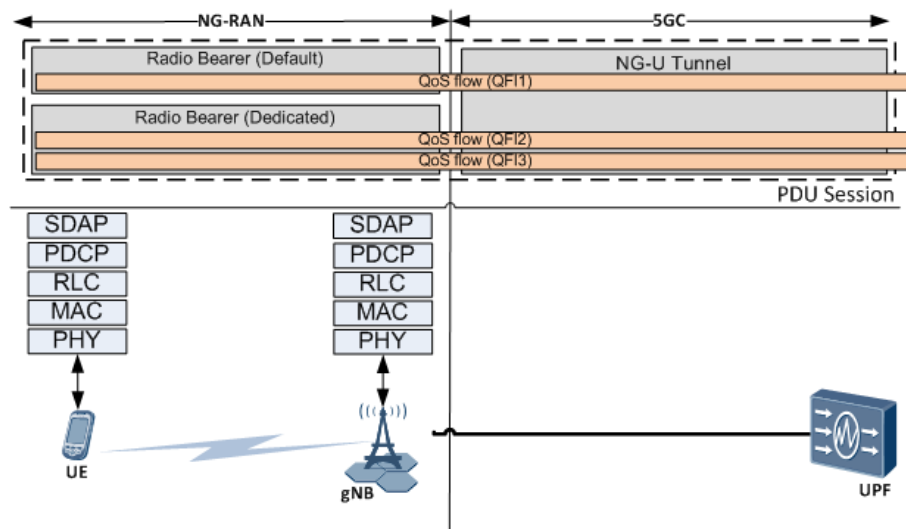 NG-RAN
5GC
Radio Bearer (Default)
NG-U Tunnel
QoS flow (QFI1)
Radio Bearer (Dedicated)
QoS flow (QFI2)
QoS flow (QFI3)
PDU Session
SDAP
SDAP
PDCP
PDCP
RLC
RLC
MAC
MAC
PHY
PHY
UE
gNB
UPF